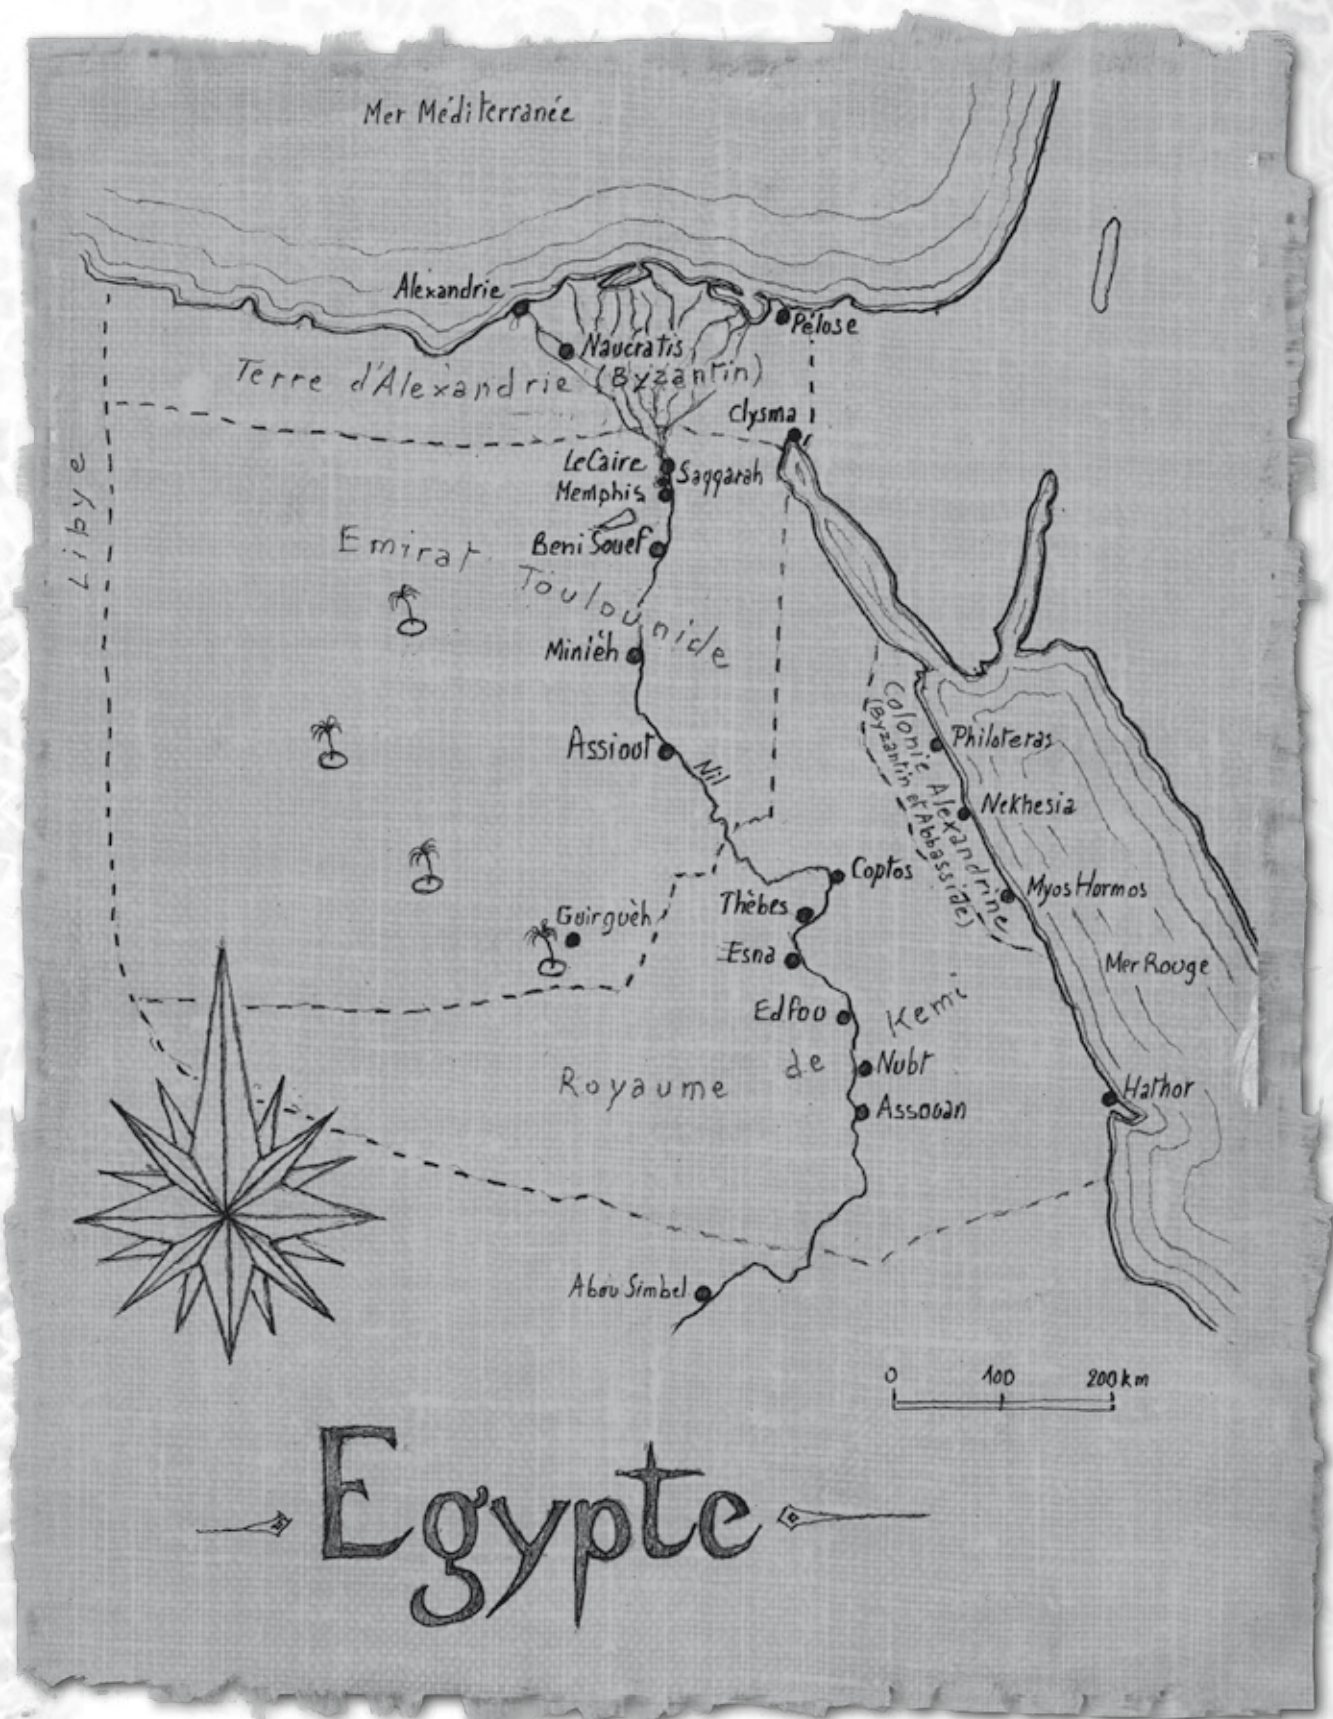 Mer Méditerranée
Alexandrie
Pélose
Naucratis
Terre d'Alexandrie (Byzantin)
Clysma
Le Caire
Saqqarah
Memphis
Libye
Emirat Toulounide
Beni Souef
Minièh
Assiout
Nil
Colonie Alexandrine
(Byzantin et Abbasside)
Philoteras
Nekhesia
Coptos
Myos Hormos
Thèbes
Guirguèh
Esna
Mer Rouge
Edfou
Royaume de Kemi
Nubt
Hathor
Assouan
Abou Simbel
0 100 200 km
Egypte